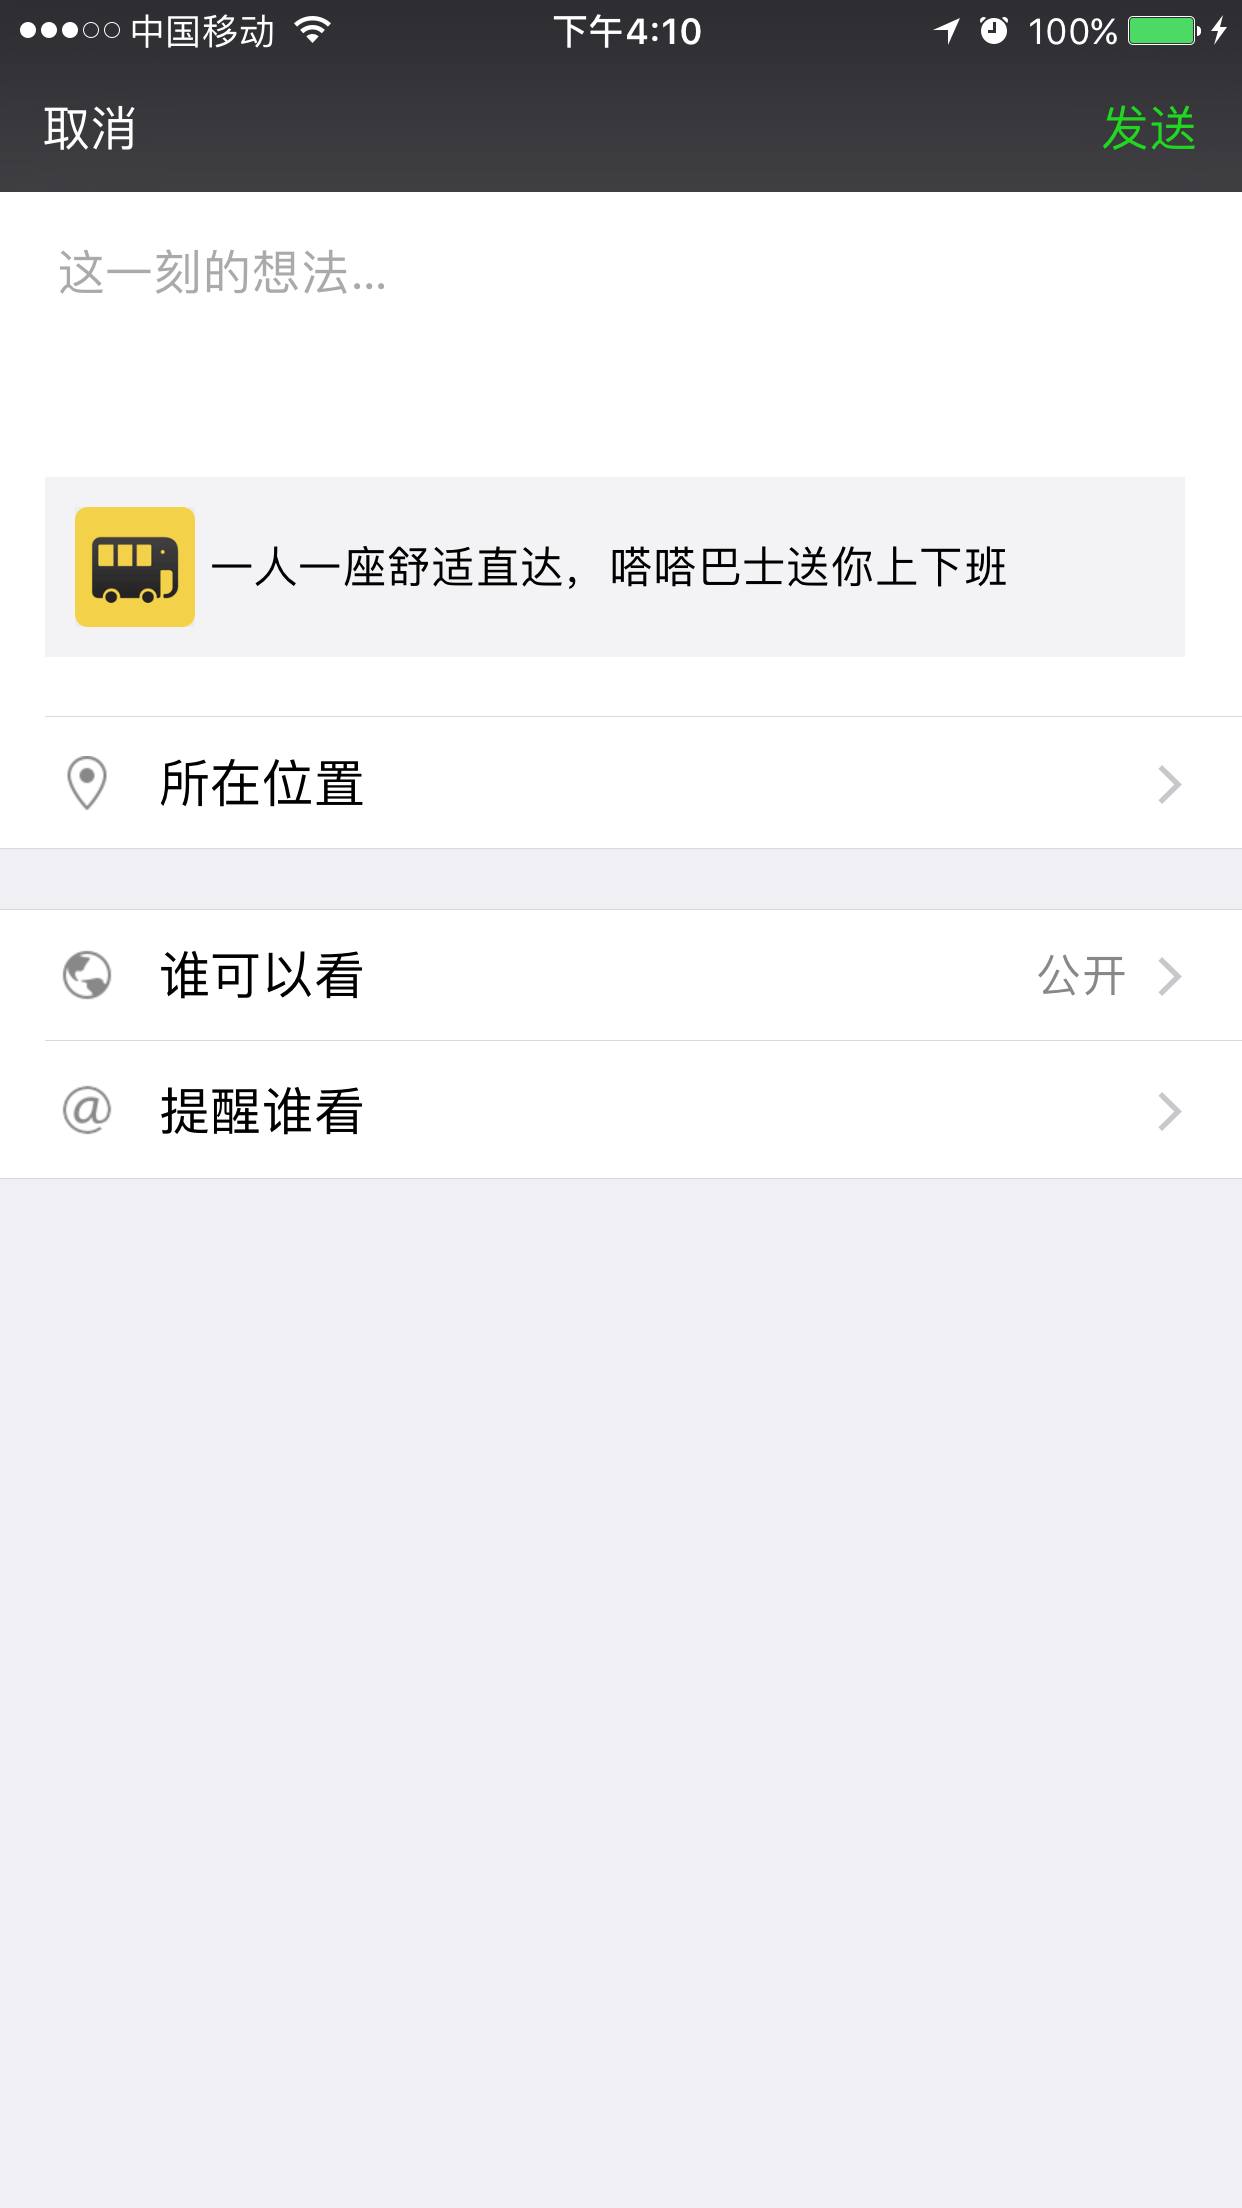 中国移动 下午4:10 100%
取消 发送
这一刻的想法...
一人一座舒适直达，嗒嗒巴士送你上下班
所在位置
谁可以看 公开
提醒谁看